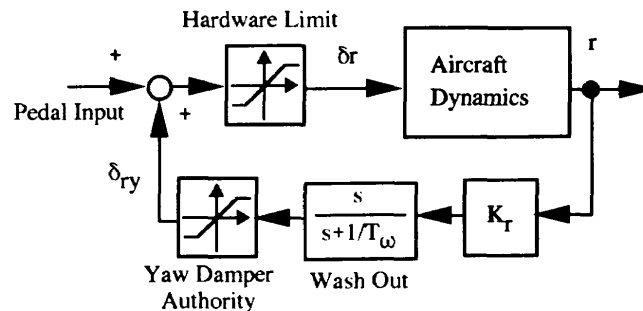 Hardware Limit
+
+
Pedal Input
δr
Aircraft
Dynamics
r
δry
Yaw Damper
Authority
s
s+1/Tω
Wash Out
Kr